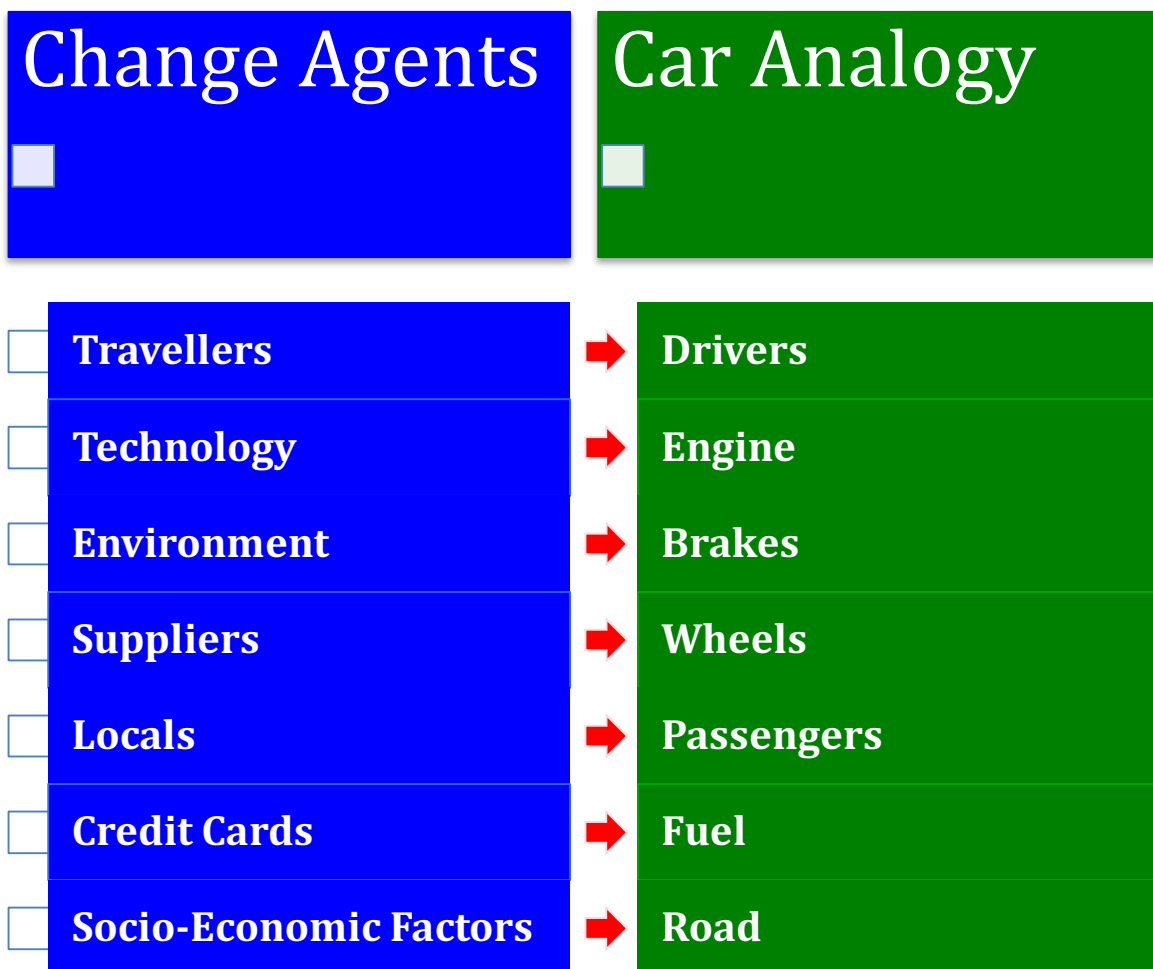 Change Agents
Car Analogy
Travellers
Drivers
Technology
Engine
Environment
Brakes
Suppliers
Wheels
Locals
Passengers
Credit Cards
Fuel
Socio-Economic Factors
Road